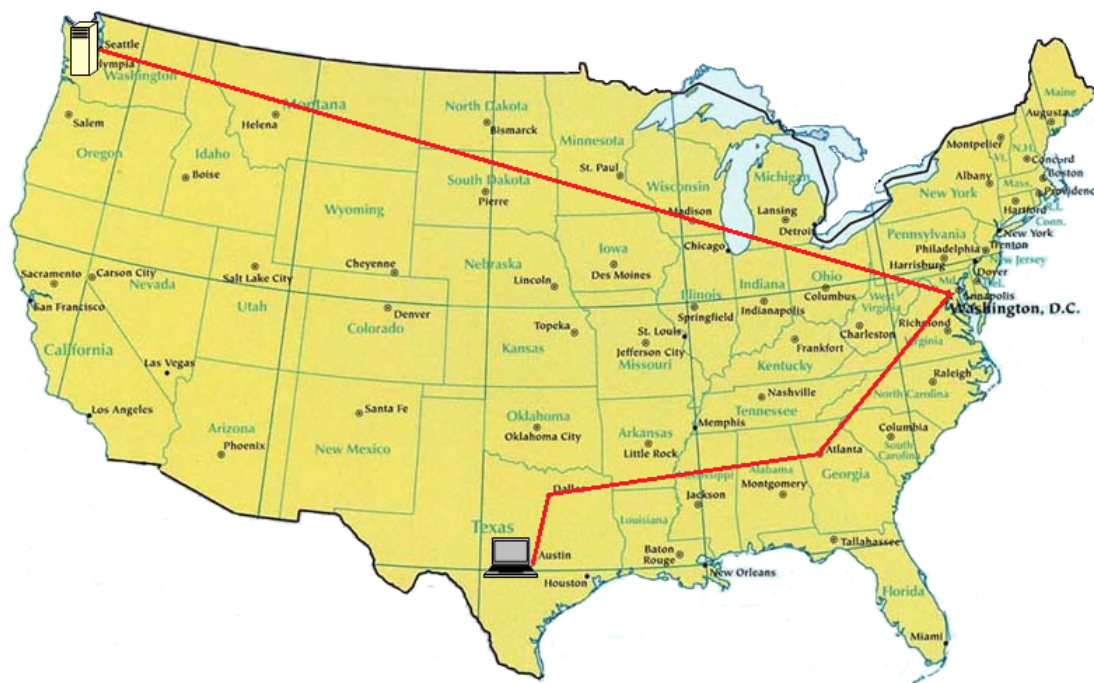 Seattle
lympia
Washington
Montana
Helena
North Dakota
Bismarck
Minnesota
St. Paul
Salem
Oregon
Idaho
Boise
South Dakota
Pierre
Wyoming
Wisconsin
Madison
Michigan
Lansing
Detroit
Chicago
Maine
Augusta
Montpelier
Vt.
N.H.
Concord
Albany
Boston
Mass.
Providenc
New York
Hartford
R.I.
Conn.
New York
Pennsylvania
Philadelphia
Trenton
Harrisburg
New Jersey
Dover
Del.
Md.
Annapolis
Washington, D.C.
Sacramento
Carson City
Nevada
San Francisco
Salt Lake City
Utah
Cheyenne
Nebraska
Lincoln
Iowa
Des Moines
Illinois
Springfield
Indiana
Indianapolis
Ohio
Columbus
West
Virginia
Charleston
Richmond
Virginia
California
Las Vegas
Denver
Colorado
Topeka
Kansas
St. Louis
Jefferson City
Missouri
Frankfort
Kentucky
Los Angeles
Arizona
Phoenix
Santa Fe
New Mexico
Oklahoma
Oklahoma City
Arkansas
Little Rock
Memphis
Nashville
Tennessee
Raleigh
North Carolina
Columbia
South
Carolina
Atlanta
Georgia
Alabama
Montgomery
Mississippi
Jackson
Dallas
Texas
Austin
Houston
Louisiana
Baton
Rouge
New Orleans
Tallahassee
Florida
Miami